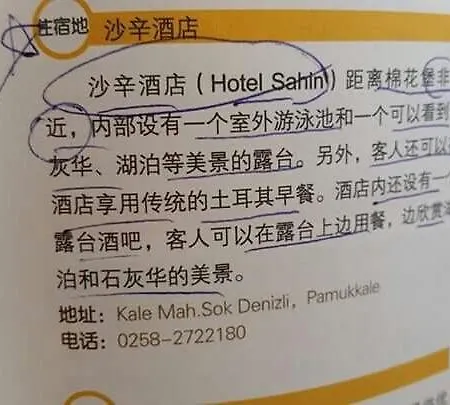 住宿地 沙辛酒店
沙辛酒店（Hotel Sahin）距离棉花堡非
近，内部设有一个室外游泳池和一个可以看到
灰华、湖泊等美景的露台。另外，客人还可以
酒店享用传统的土耳其早餐。酒店内还设有一
露台酒吧，客人可以在露台上边用餐，边欣赏湖
泊和石灰华的美景。
地址：Kale Mah.Sok Denizli，Pamukkale
电话：0258-2722180